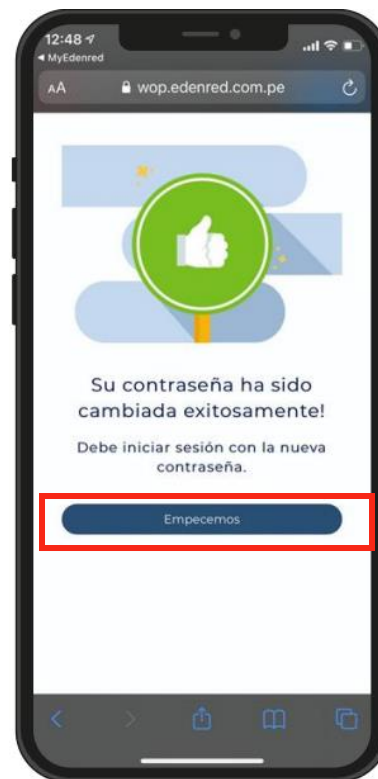 12:48
◀ MyEdenred
AA wop.edenred.com.pe
Su contraseña ha sido
cambiada exitosamente!
Debe iniciar sesión con la nueva
contraseña.
Empecemos